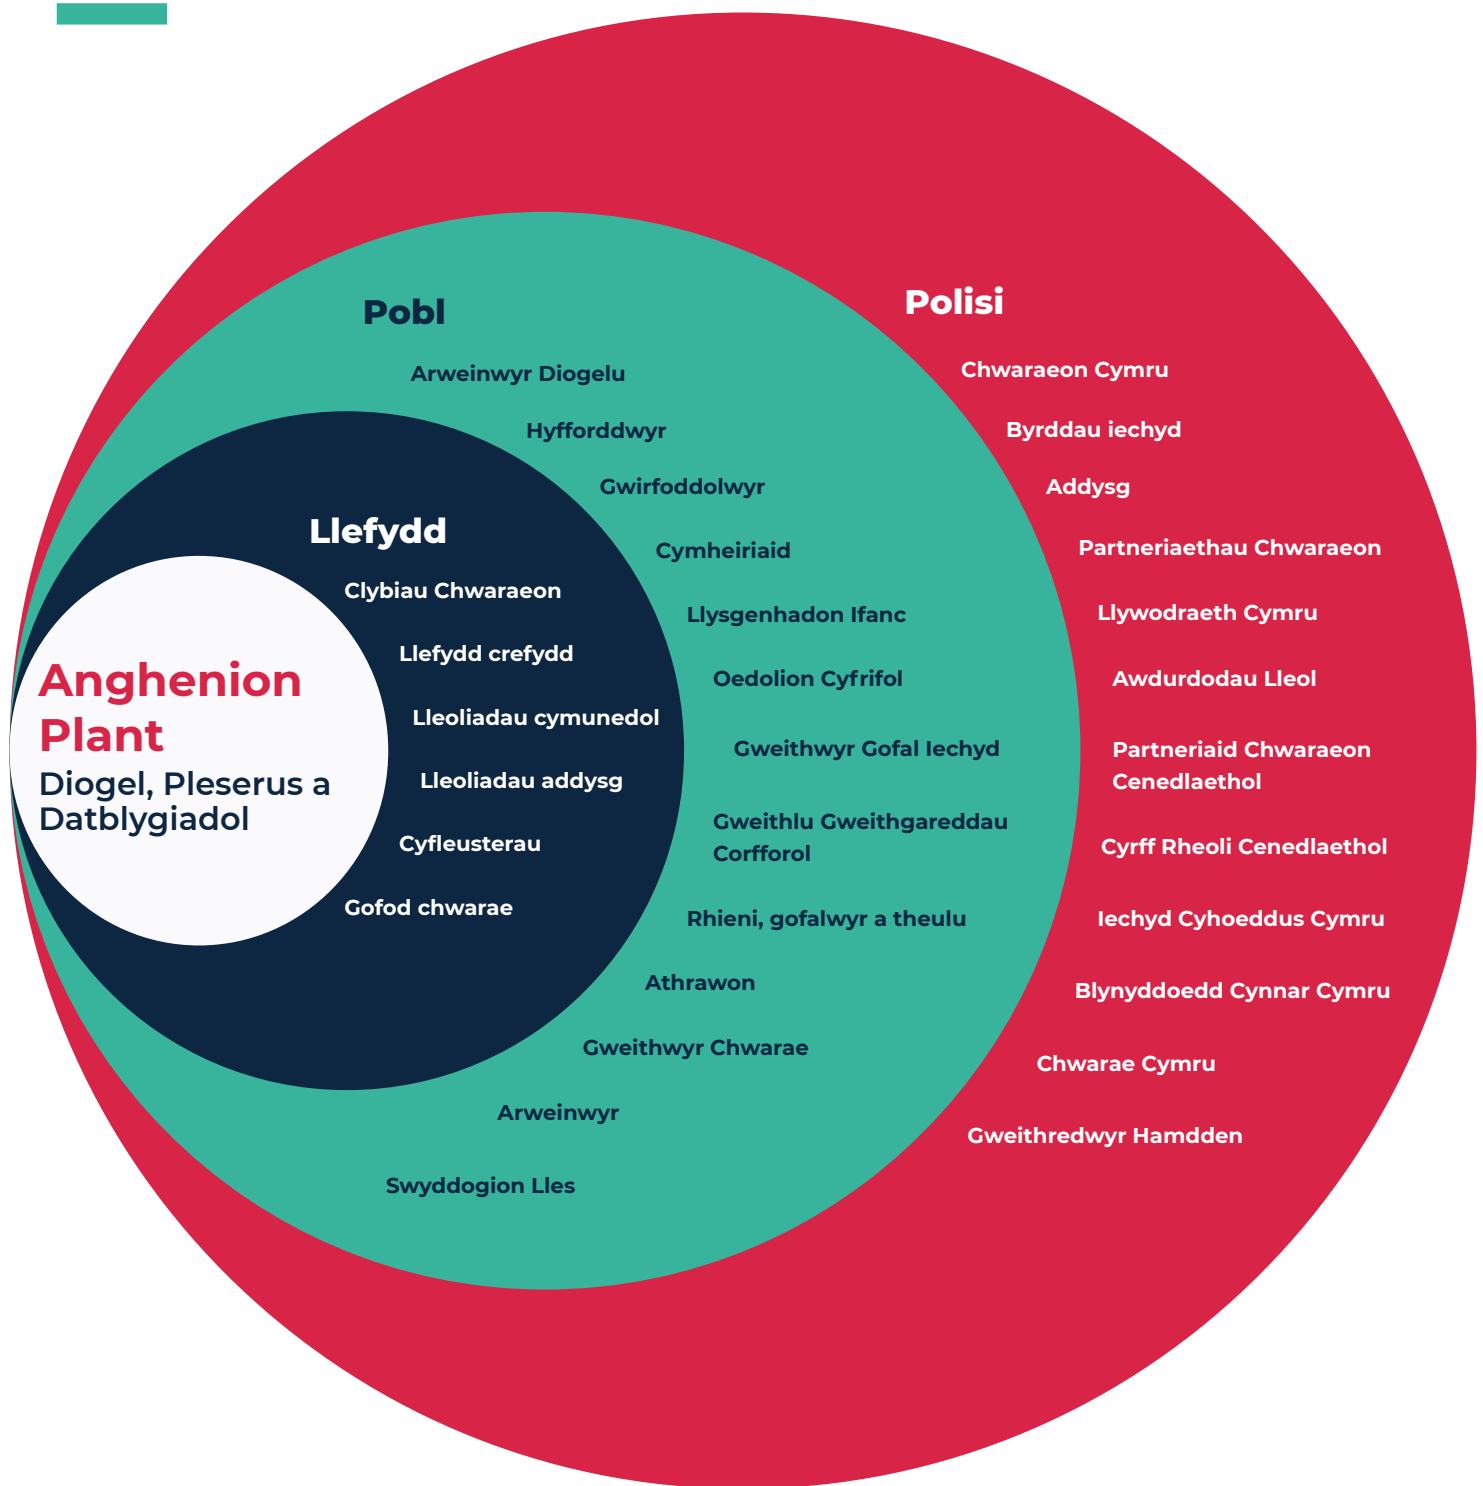 Anghenion
Plant
Diogel, Pleserus a
Datblygiadol
Llefydd
Clybiau Chwaraeon
Llefydd crefydd
Lleoliadau cymunedol
Lleoliadau addysg
Cyfleusterau
Gofod chwarae
Pobl
Arweinwyr Diogelu
Hyfforddwyr
Gwirfoddolwyr
Cymheiriaid
Llysgenhadon Ifanc
Oedolion Cyfrifol
Gweithwyr Gofal Iechyd
Gweithlu Gweithgareddau
Corfforol
Rhieni, gofalwyr a theulu
Athrawon
Gweithwyr Chwarae
Arweinwyr
Swyddogion Lles
Polisi
Chwaraeon Cymru
Byrddau iechyd
Addysg
Partneriaethau Chwaraeon
Llywodraeth Cymru
Awdurdodau Lleol
Partneriaid Chwaraeon
Cenedlaethol
Cyrff Rheoli Cenedlaethol
Iechyd Cyhoeddus Cymru
Blynyddoedd Cynnar Cymru
Chwarae Cymru
Gweithredwyr Hamdden